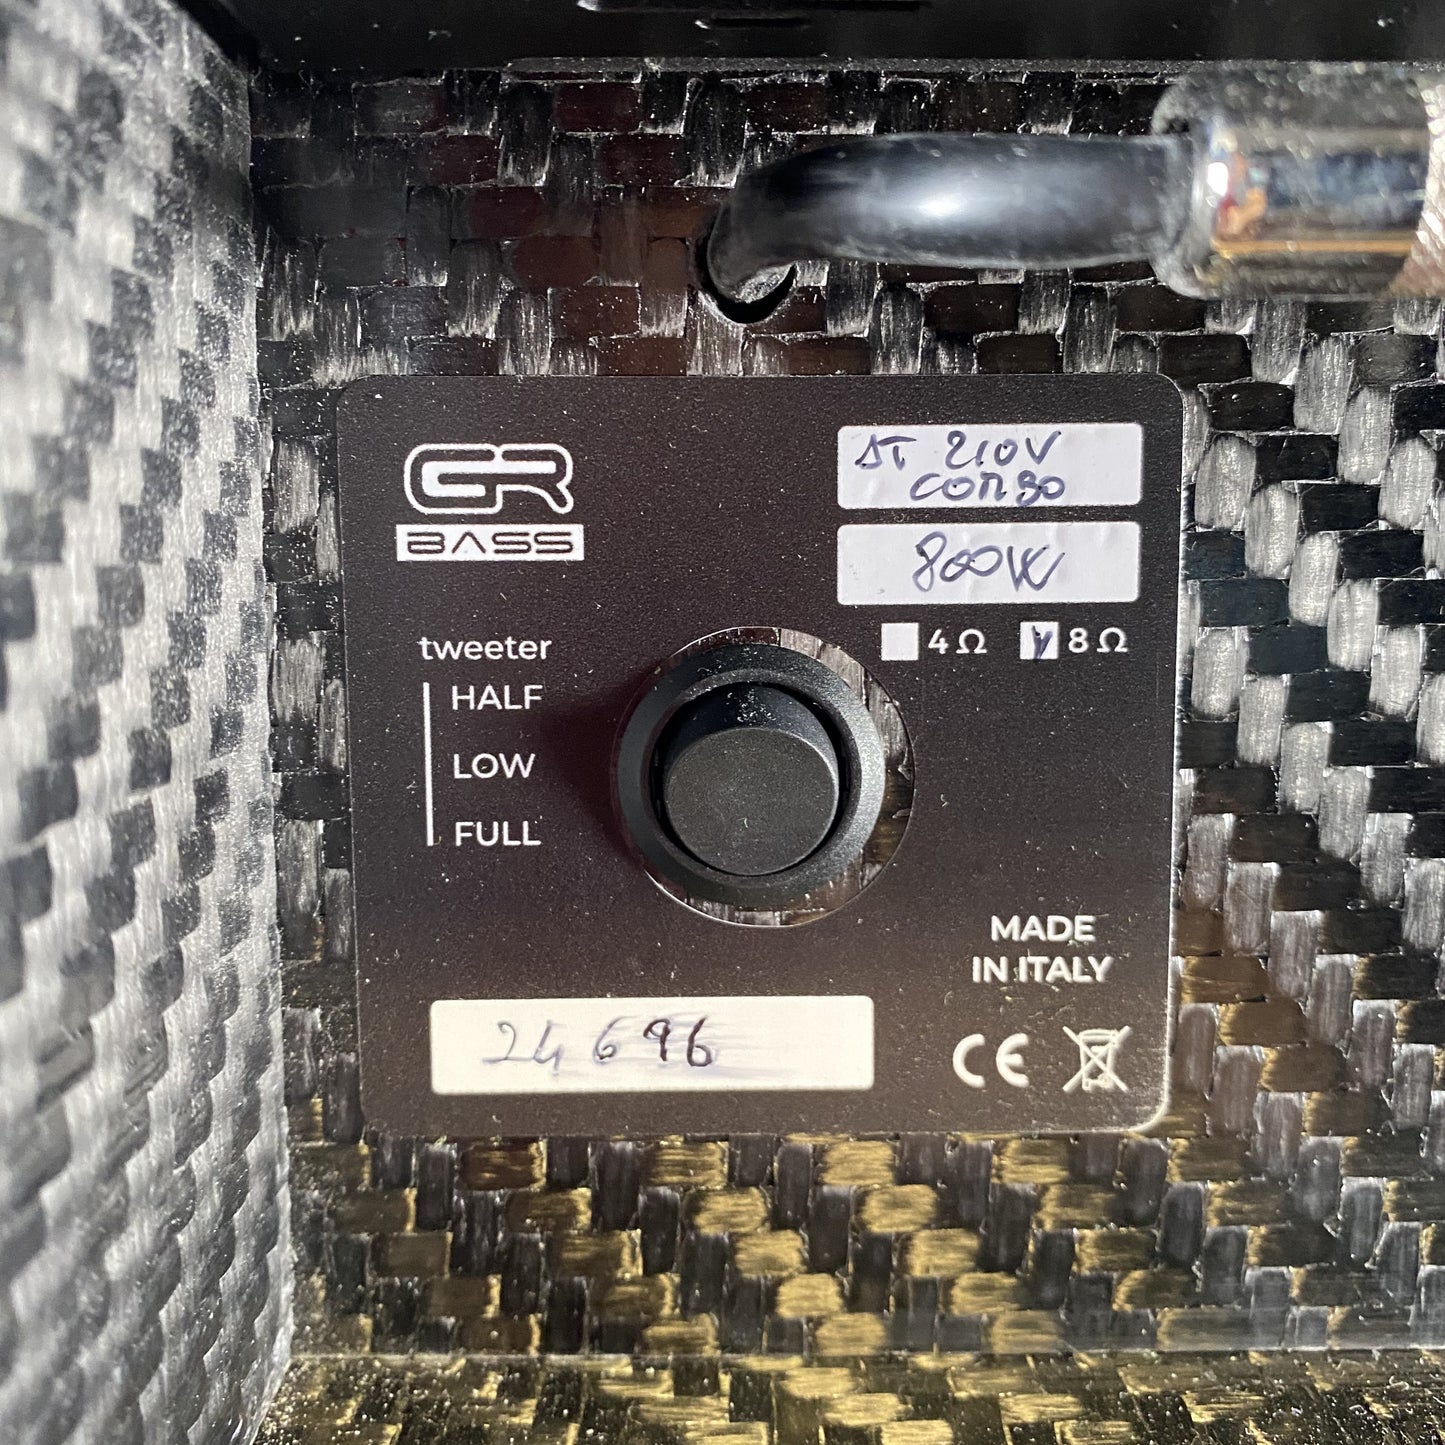 GR
BASS
AT 210V
COMBO
800W
4Ω 8Ω
tweeter
HALF
LOW
FULL
MADE
IN ITALY
24696
CE